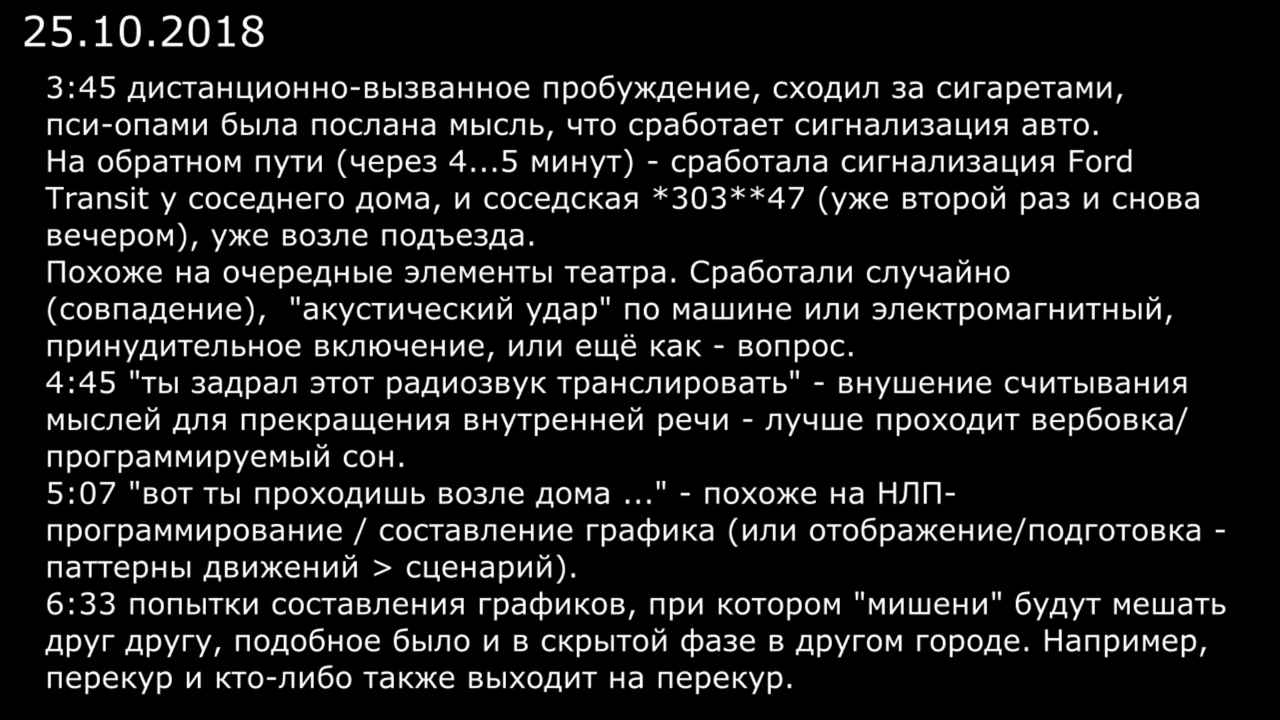 25.10.2018
3:45 дистанционно-вызванное пробуждение, сходил за сигаретами,
пси-опами была послана мысль, что сработает сигнализация авто.
На обратном пути (через 4...5 минут) - сработала сигнализация Ford
Transit у соседнего дома, и соседская *303**47 (уже второй раз и снова
вечером), уже возле подъезда.
Похоже на очередные элементы театра. Сработали случайно
(совпадение),  "акустический удар" по машине или электромагнитный,
принудительное включение, или ещё как - вопрос.
4:45 "ты задрал этот радиозвук транслировать" - внушение считывания
мыслей для прекращения внутренней речи - лучше проходит вербовка/
программируемый сон.
5:07 "вот ты проходишь возле дома ..." - похоже на НЛП-
программирование / составление графика (или отображение/подготовка -
паттерны движений > сценарий).
6:33 попытки составления графиков, при котором "мишени" будут мешать
друг другу, подобное было и в скрытой фазе в другом городе. Например,
перекур и кто-либо также выходит на перекур.